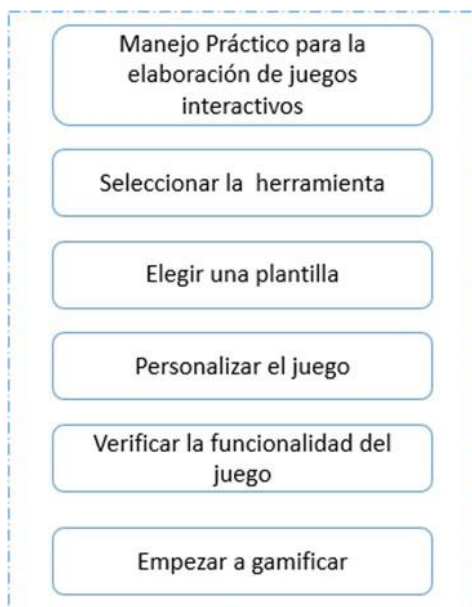 Manejo Práctico para la
elaboración de juegos
interactivos
Seleccionar la herramienta
Elegir una plantilla
Personalizar el juego
Verificar la funcionalidad del
juego
Empezar a gamificar